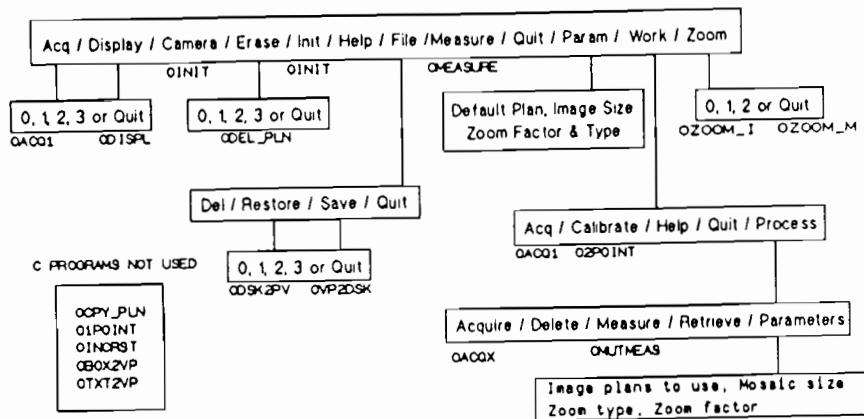 Acq / Display / Camera / Erase / Init / Help / File /Measure / Quit / Param / Work / Zoom
OINIT OINIT OMEASURE
0, 1, 2, 3 or Quit
OACQ1 ODISPL
0, 1, 2, 3 or Quit
ODEL_PLN
Default Plan, Image Size
Zoom Factor & Type
0, 1, 2 or Quit
OZOOM_I OZOOM_M
Del / Restore / Save / Quit
0, 1, 2, 3 or Quit
ODSK2PV OVP2DSK
Acq / Calibrate / Help / Quit / Process
OACQ1 O2POINT
C PROGRAMS NOT USED
OCPY_PLN
O1POINT
OINCRST
OBOX2VP
OTXT2VP
Acquire / Delete / Measure / Retrieve / Parameters
OACQX OMUTMEAS
Image plans to use, Mosaic size
Zoom type, Zoom factor